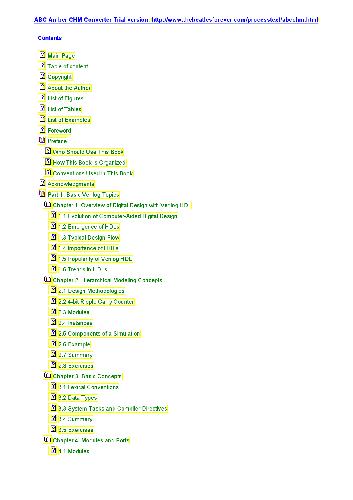 ABC Amber CHM Converter Trial version, http://www.thebeatlesforever.com/processtext/abcchm.html
Contents
Main Page
Table of content
Copyright
About the Author
List of Figures
List of Tables
List of Examples
Foreword
Preface
Who Should Use This Book
How This Book Is Organized
Conventions Used in This Book
Acknowledgments
Part 1: Basic Verilog Topics
Chapter 1. Overview of Digital Design with Verilog HDL
1.1 Evolution of Computer-Aided Digital Design
1.2 Emergence of HDLs
1.3 Typical Design Flow
1.4 Importance of HDLs
1.5 Popularity of Verilog HDL
1.6 Trends in HDLs
Chapter 2. Hierarchical Modeling Concepts
2.1 Design Methodologies
2.2 4-bit Ripple Carry Counter
2.3 Modules
2.4 Instances
2.5 Components of a Simulation
2.6 Example
2.7 Summary
2.8 Exercises
Chapter 3. Basic Concepts
3.1 Lexical Conventions
3.2 Data Types
3.3 System Tasks and Compiler Directives
3.4 Summary
3.5 Exercises
Chapter 4. Modules and Ports
4.1 Modules